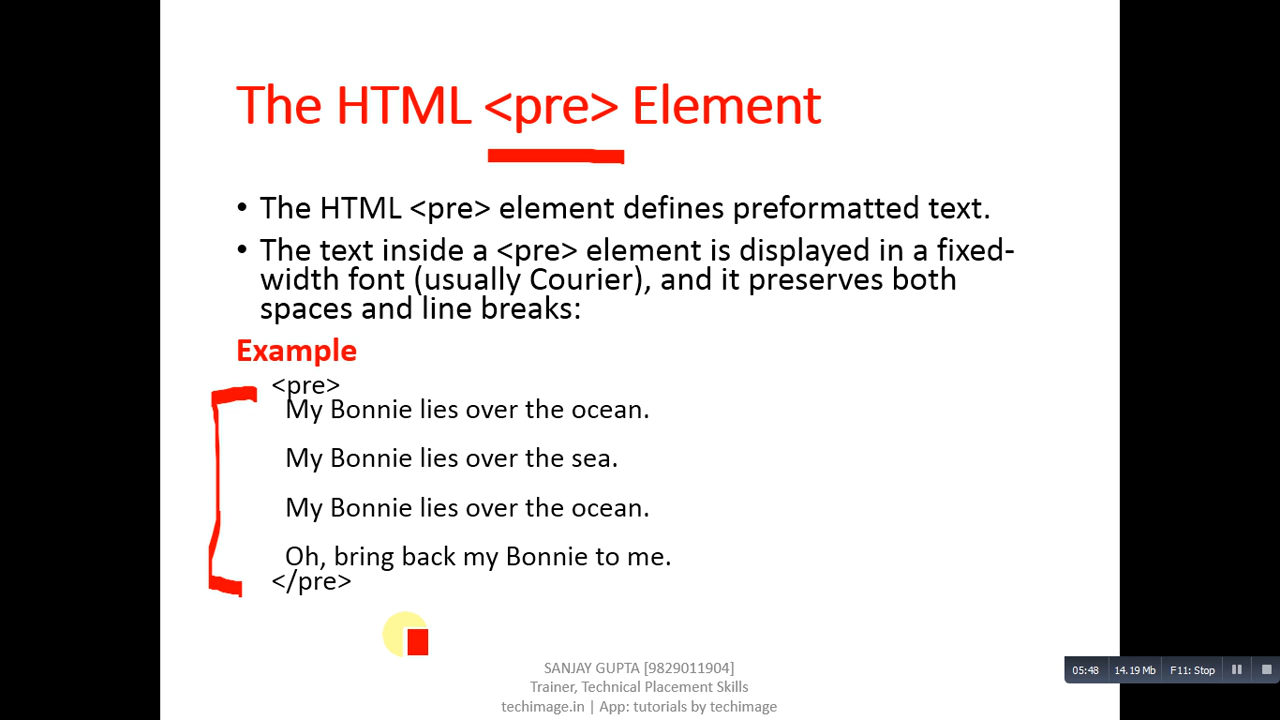 The HTML <pre> Element
• The HTML <pre> element defines preformatted text.
• The text inside a <pre> element is displayed in a fixed-
width font (usually Courier), and it preserves both
spaces and line breaks:
Example
<pre>
My Bonnie lies over the ocean.
My Bonnie lies over the sea.
My Bonnie lies over the ocean.
Oh, bring back my Bonnie to me.
</pre>
SANJAY GUPTA [9829011904]
Trainer, Technical Placement Skills
techimage.in | App: tutorials by techimage
05:48 14.19 Mb F11: Stop